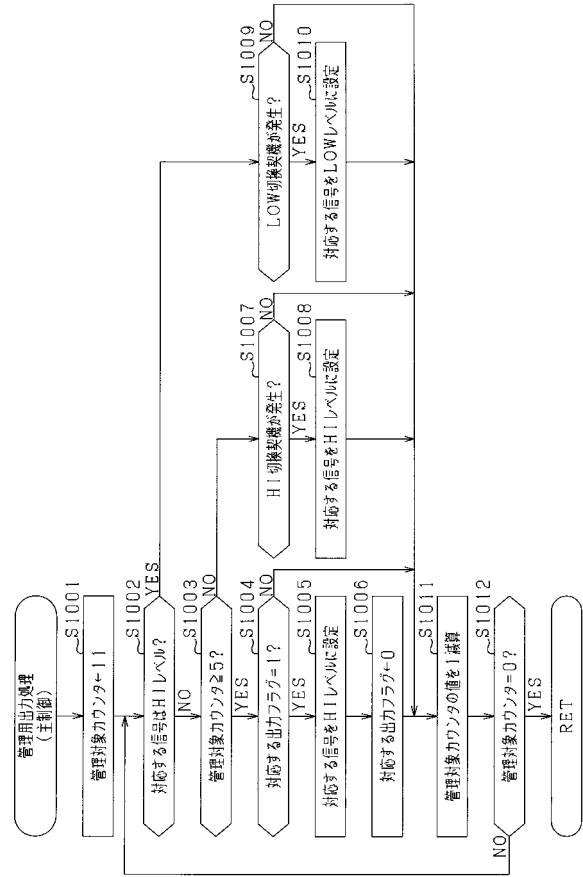 管理用出力処理
(主制御)
S1001
管理対象カウンタ←11
S1002
対応する信号はHIレベル?
YES
NO
S1003
管理対象カウンタ≧5?
NO
YES
S1004
対応する出力フラグ=1?
NO
YES
S1005
対応する信号をHIレベルに設定
S1006
対応する出力フラグ←0
S1007
HI切換契機が発生?
NO
YES
S1008
対応する信号をHIレベルに設定
S1009
LOW切換契機が発生?
NO
YES
S1010
対応する信号をLOWレベルに設定
S1011
管理対象カウンタの値を1減算
S1012
管理対象カウンタ=0?
NO
YES
RET